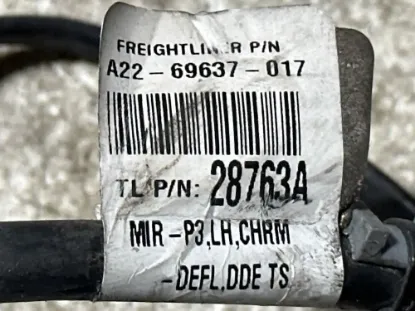 FREIGHTLINER P/N
A22-69637-017
TL P/N: 28763A
MIR -P3,LH,CHRM
-DEFL,DDE TS